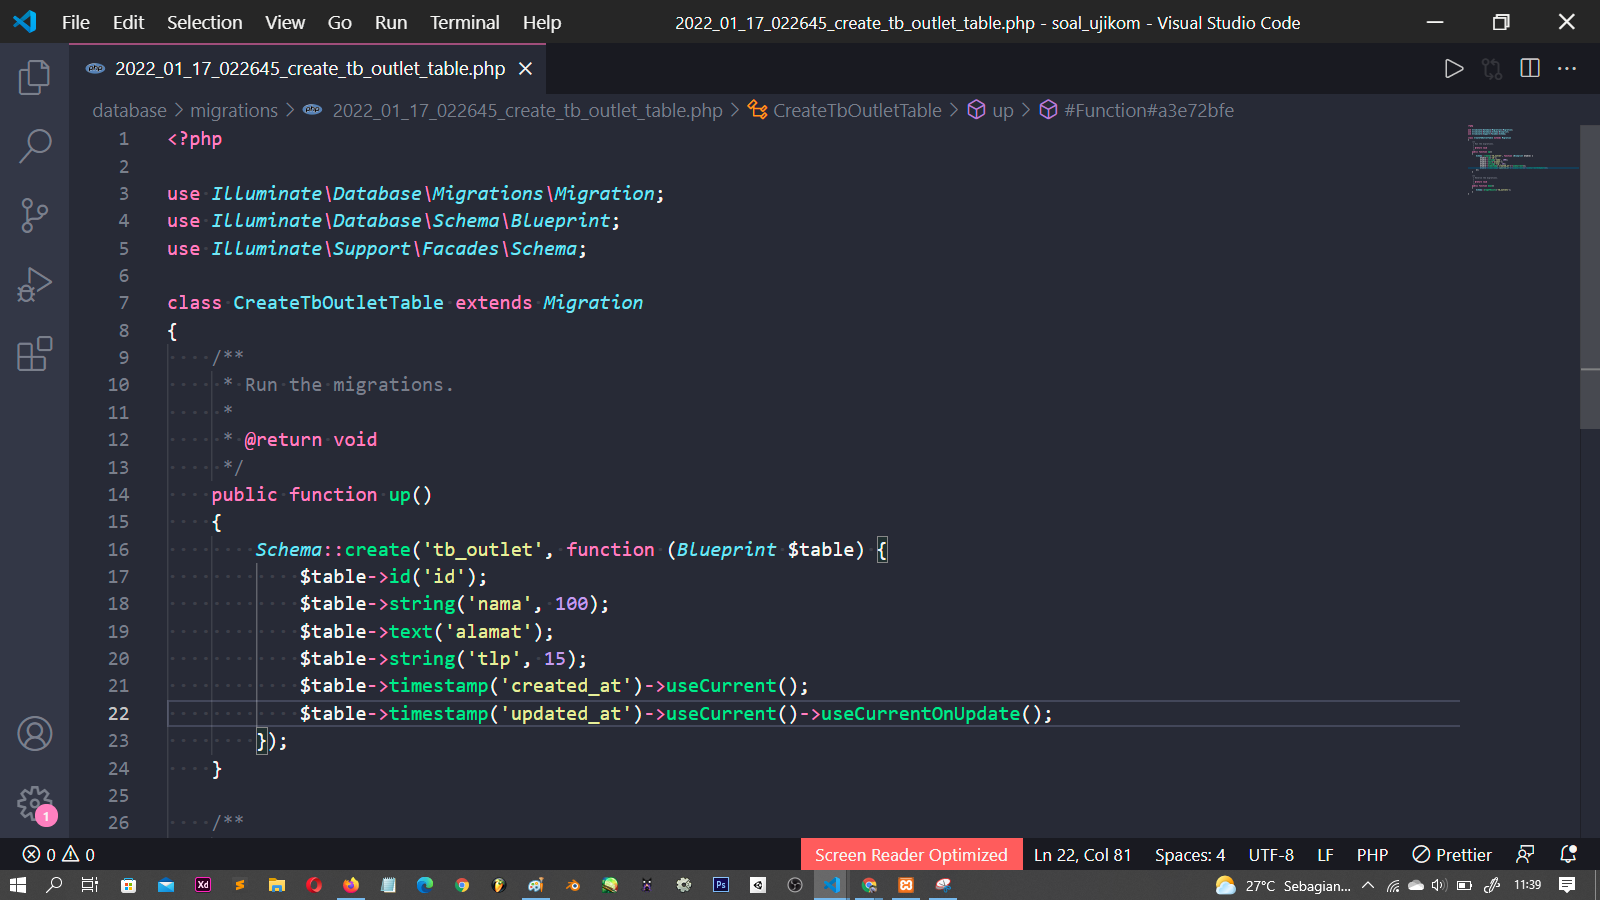 File Edit Selection View Go Run Terminal Help 2022_01_17_022645_create_tb_outlet_table.php - soal_ujikom - Visual Studio Code
php 2022_01_17_022645_create_tb_outlet_table.php
database > migrations > php 2022_01_17_022645_create_tb_outlet_table.php > CreateTbOutletTable > up > #Function#a3e72bfe
1 <?php
2
3 use Illuminate\Database\Migrations\Migration;
4 use Illuminate\Database\Schema\Blueprint;
5 use Illuminate\Support\Facades\Schema;
6
7 class CreateTbOutletTable extends Migration
8 {
9     /**
10      * Run the migrations.
11      *
12      * @return void
13      */
14     public function up()
15     {
16         Schema::create('tb_outlet', function (Blueprint $table) {
17             $table->id('id');
18             $table->string('nama', 100);
19             $table->text('alamat');
20             $table->string('tlp', 15);
21             $table->timestamp('created_at')->useCurrent();
22             $table->timestamp('updated_at')->useCurrent()->useCurrentOnUpdate();
23         });
24     }
25
26     /**
1
0 0 Screen Reader Optimized Ln 22, Col 81 Spaces: 4 UTF-8 LF PHP Prettier
Xd Ps 27°C Sebagian... 11:39